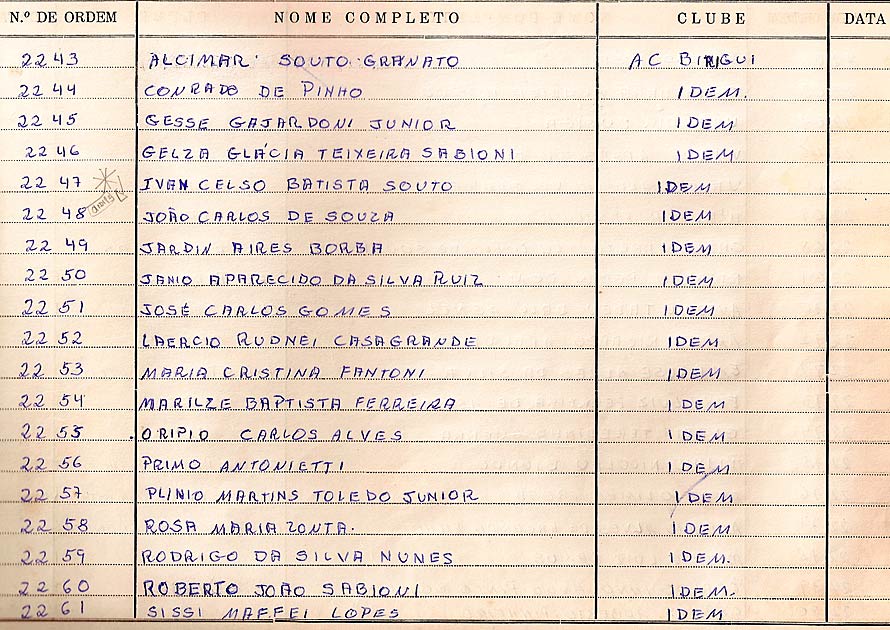 N.º DE ORDEM NOME COMPLETO CLUBE DATA
2243 ALCIMAR SOUTO GRANATO AC BIRIGUI
2244 CONRADO DE PINHO IDEM.
2245 GESSE GAJARDONI JUNIOR IDEM
2246 GELZA GLÁCIA TEIXEIRA SABIONI IDEM
2247 IVAN CELSO BATISTA SOUTO IDEM
2248 JOÃO CARLOS DE SOUZA IDEM
2249 JARDIN AIRES BORBA IDEM
2250 JANIO APARECIDO DA SILVA RUIZ IDEM
2251 JOSÉ CARLOS GOMES IDEM
2252 LAERCIO RUDNEI CASAGRANDE IDEM
2253 MARIA CRISTINA FANTONI IDEM
2254 MARILZE BAPTISTA FERREIRA IDEM
2255 ORIPIO CARLOS ALVES IDEM
2256 PRIMO ANTONIETTI IDEM
2257 PLINIO MARTINS TOLEDO JUNIOR IDEM
2258 ROSA MARIA ZONTA. IDEM
2259 RODRIGO DA SILVA NUNES IDEM.
2260 ROBERTO JOÃO SABIONI IDEM.
2261 SISSI MAFFEI LOPES IDEM